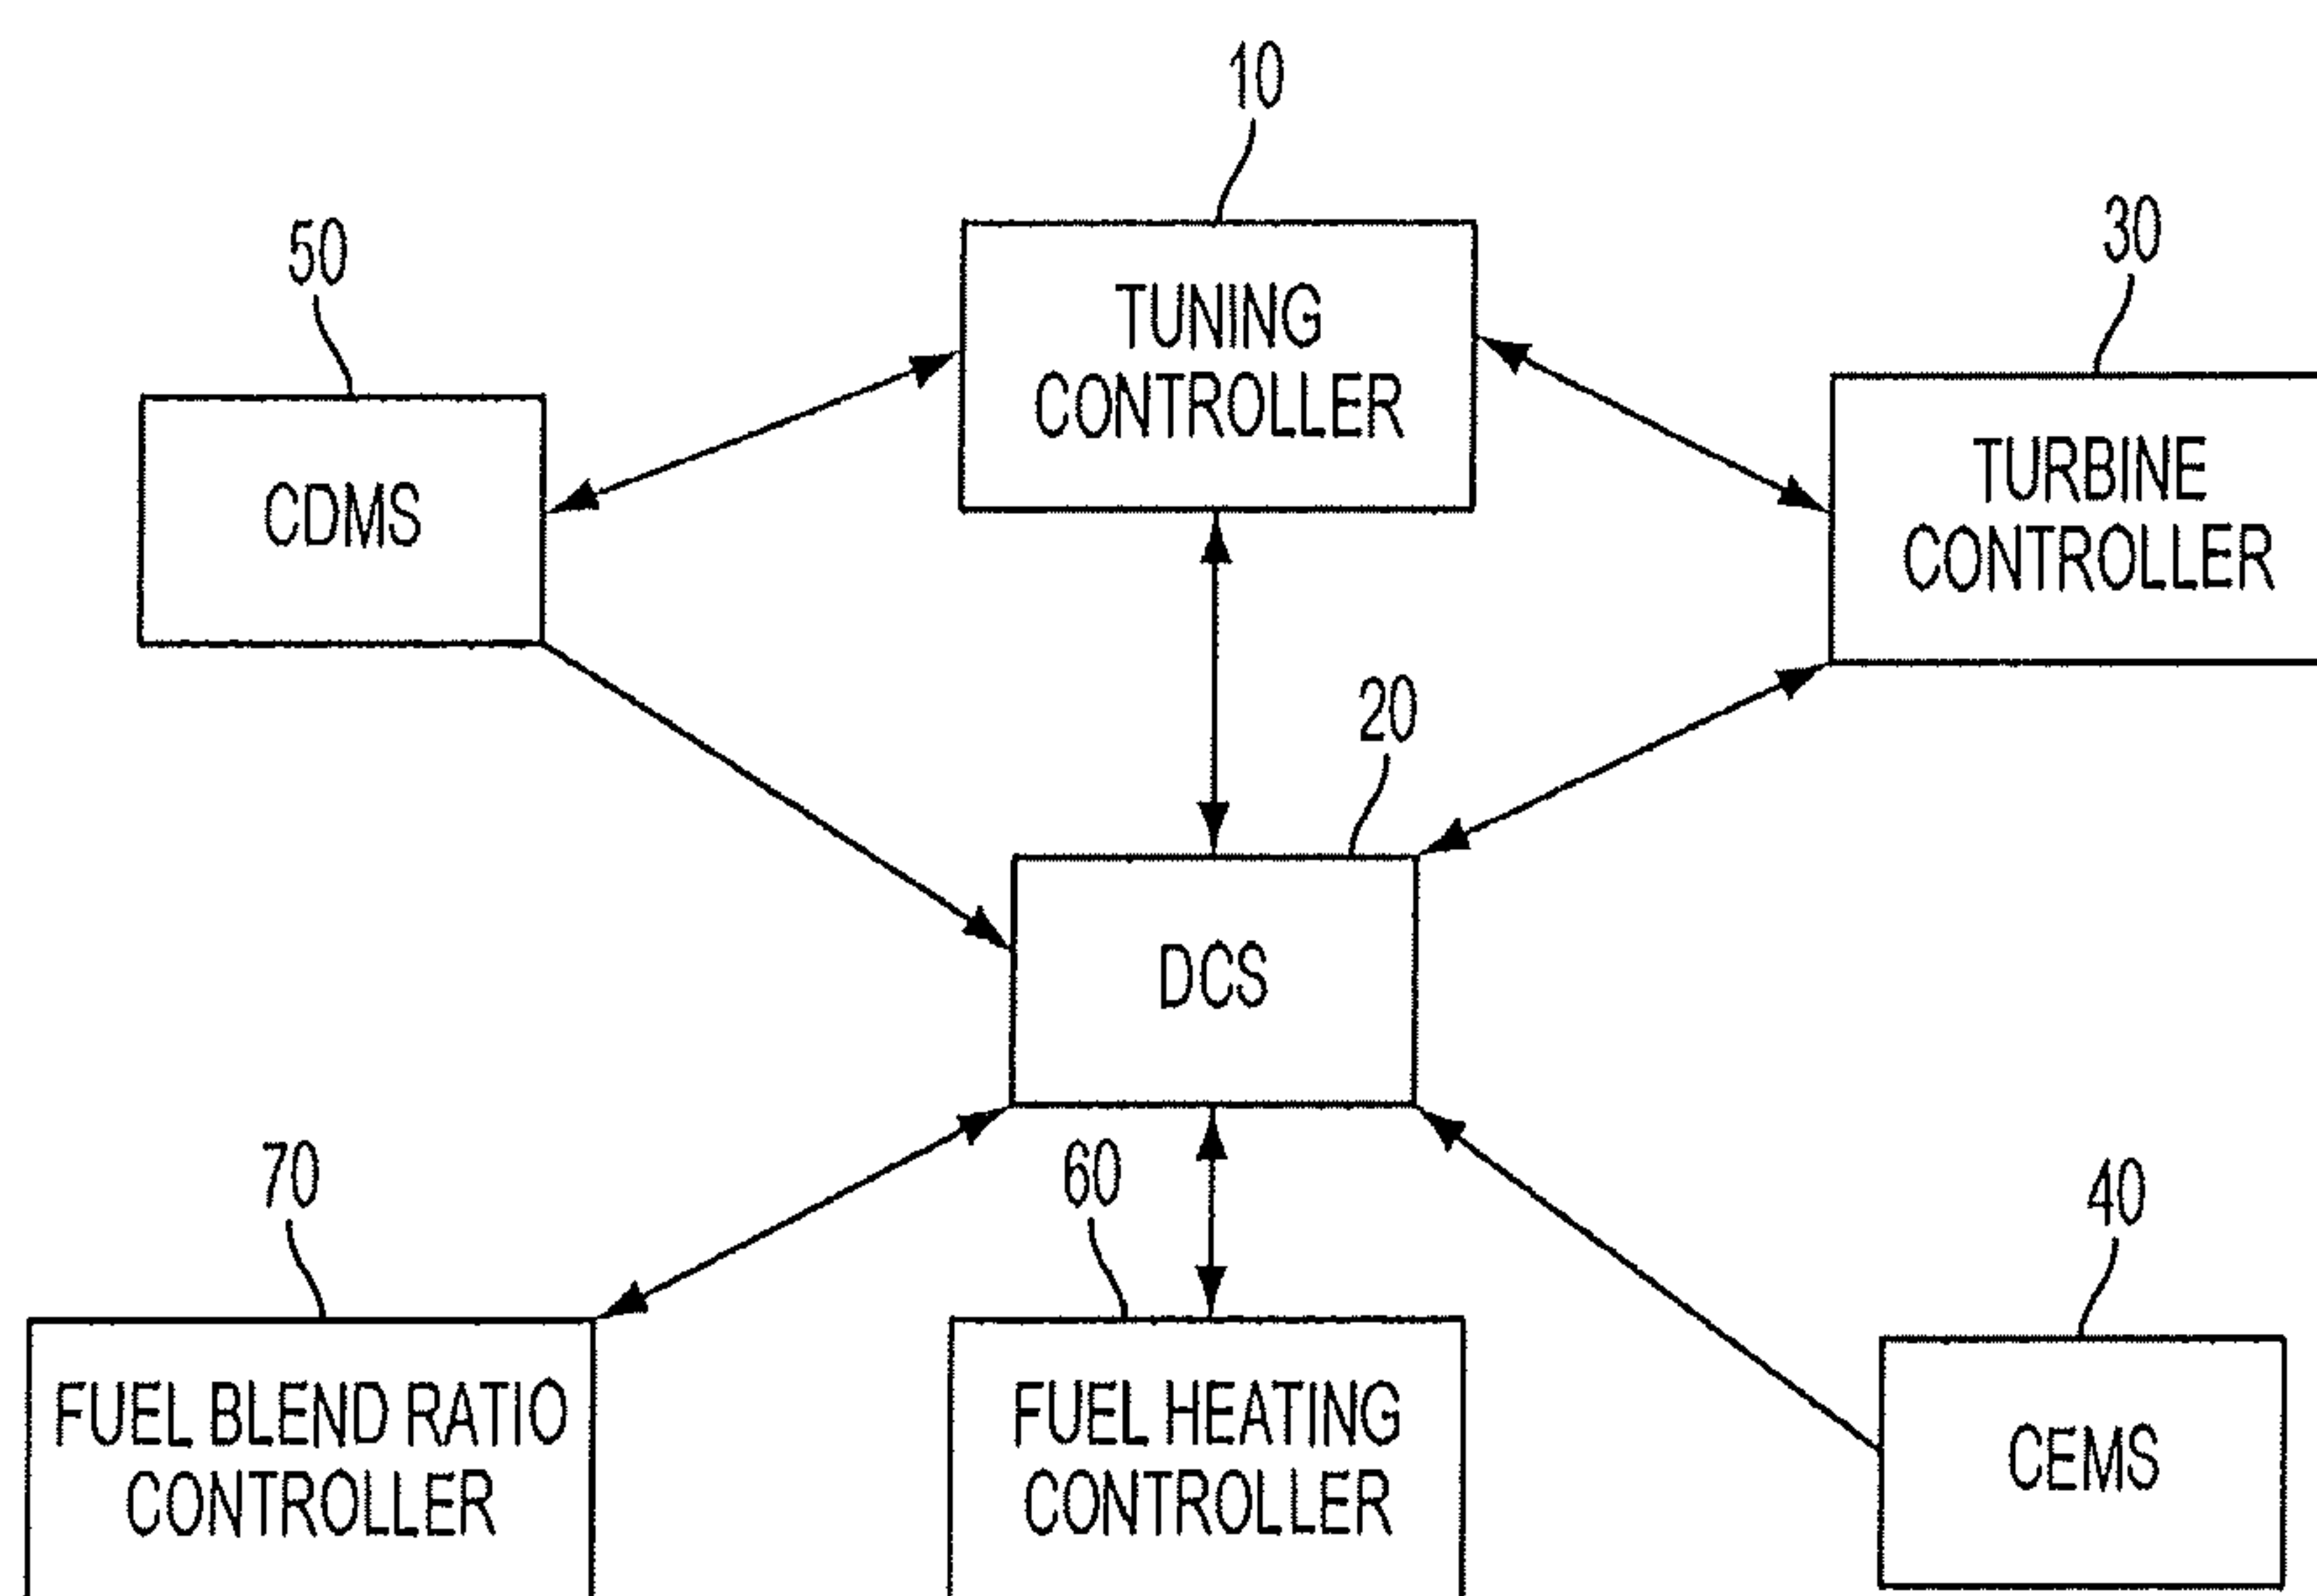 10
50
30
TUNING
CONTROLLER
CDMS
TURBINE
CONTROLLER
20
DCS
70
60
40
FUEL BLEND RATIO
CONTROLLER
FUEL HEATING
CONTROLLER
CEMS